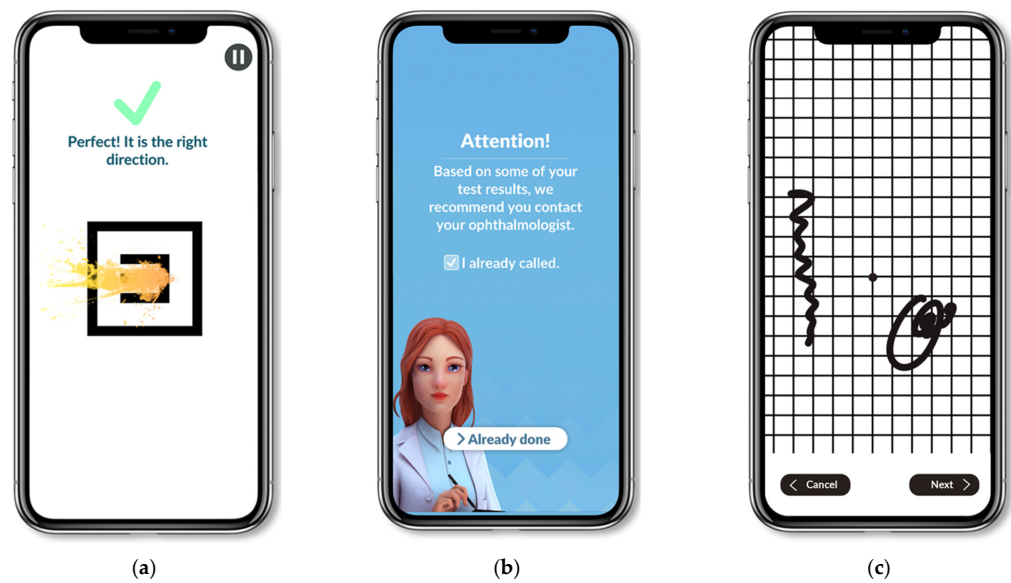 Perfect! It is the right
direction.
(a)
Attention!
Based on some of your
test results, we
recommend you contact
your ophthalmologist.
I already called.
Already done
(b)
Cancel
Next
(c)